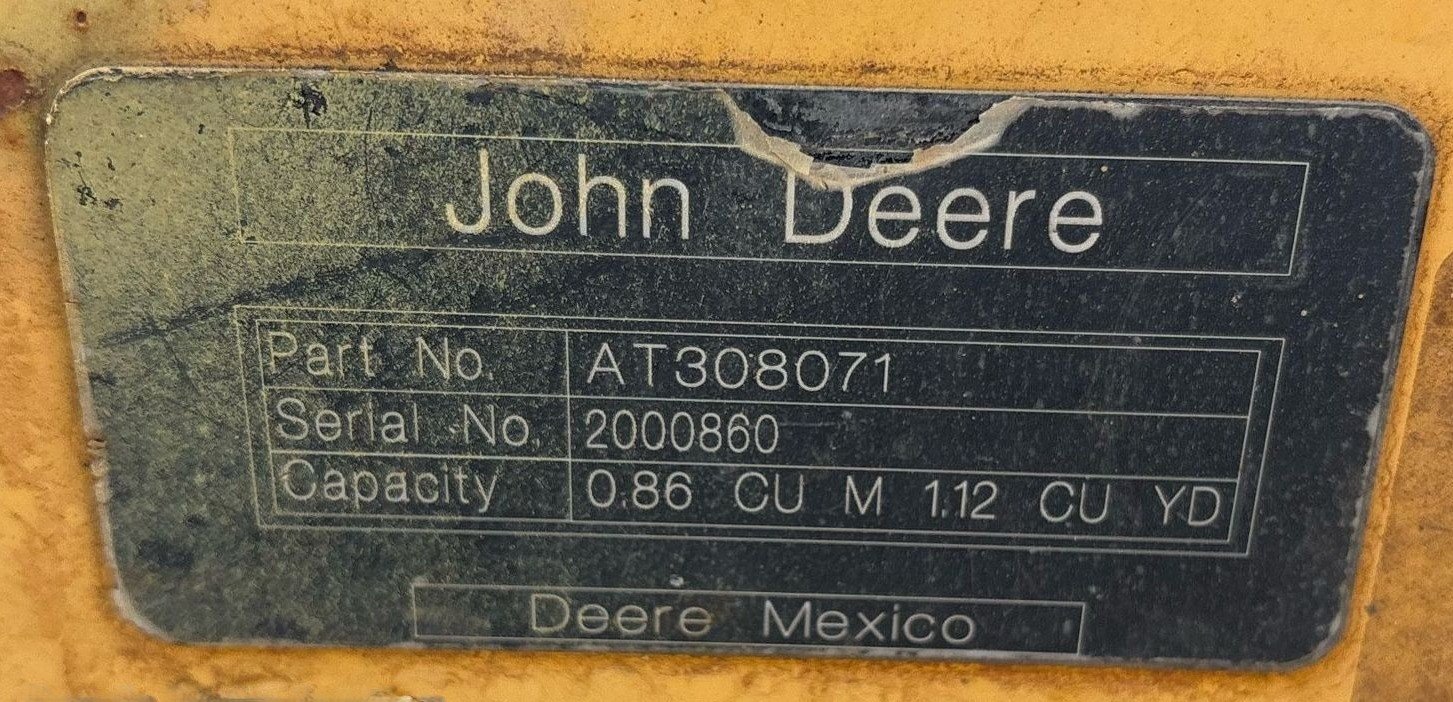 John Deere
Part No. AT308071
Serial No. 2000860
Capacity 0.86 CU M 1.12 CU YD
Deere Mexico